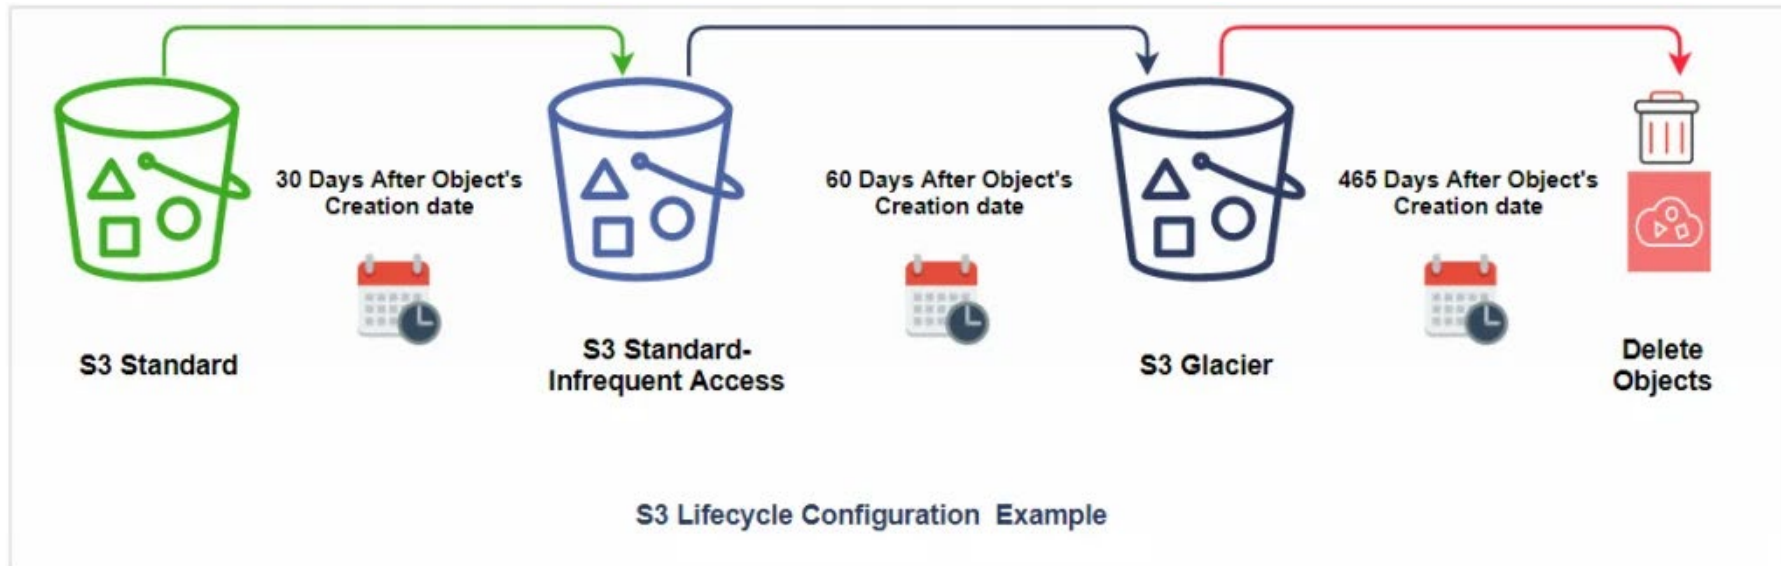 30 Days After Object's
Creation date
60 Days After Object's
Creation date
465 Days After Object's
Creation date
S3 Standard
S3 Standard-
Infrequent Access
S3 Glacier
Delete
Objects
S3 Lifecycle Configuration Example